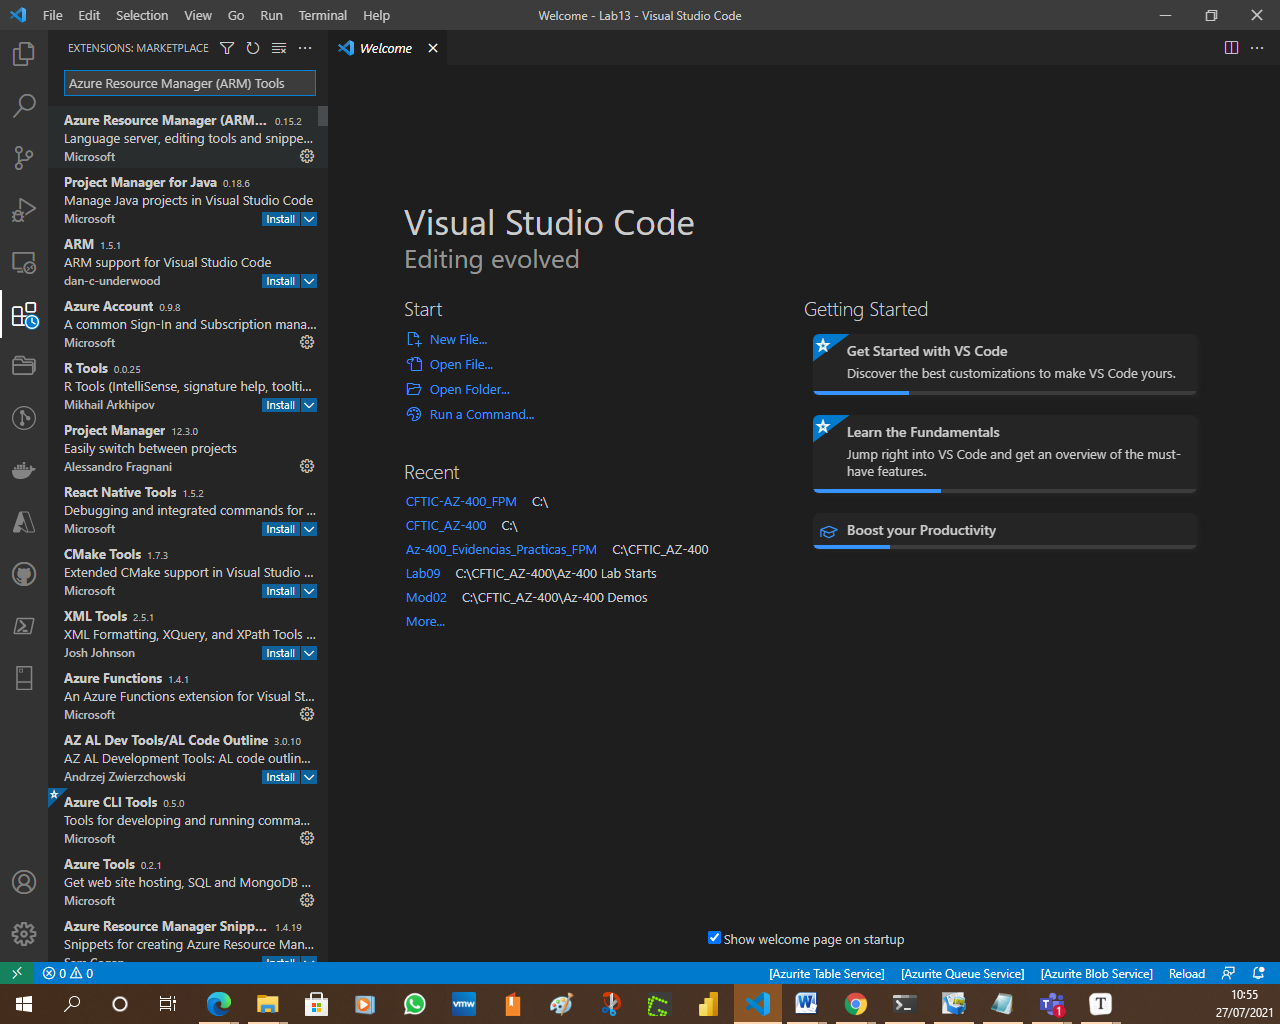 File Edit Selection View Go Run Terminal Help
Welcome - Lab13 - Visual Studio Code
EXTENSIONS: MARKETPLACE
Welcome
Azure Resource Manager (ARM) Tools
Azure Resource Manager (ARM... 0.15.2
Language server, editing tools and snippe...
Microsoft
Project Manager for Java 0.18.6
Manage Java projects in Visual Studio Code
Microsoft Install
ARM 1.5.1
ARM support for Visual Studio Code
dan-c-underwood Install
Azure Account 0.9.8
A common Sign-In and Subscription mana...
Microsoft
R Tools 0.0.25
R Tools (IntelliSense, signature help, toolti...
Mikhail Arkhipov Install
Project Manager 12.3.0
Easily switch between projects
Alessandro Fragnani
React Native Tools 1.5.2
Debugging and integrated commands for ...
Microsoft Install
CMake Tools 1.7.3
Extended CMake support in Visual Studio ...
Microsoft Install
XML Tools 2.5.1
XML Formatting, XQuery, and XPath Tools ...
Josh Johnson Install
Azure Functions 1.4.1
An Azure Functions extension for Visual St...
Microsoft
AZ AL Dev Tools/AL Code Outline 3.0.10
AZ AL Development Tools: AL code outlin...
Andrzej Zwierzchowski Install
Azure CLI Tools 0.5.0
Tools for developing and running comma...
Microsoft
Azure Tools 0.2.1
Get web site hosting, SQL and MongoDB ...
Microsoft
Azure Resource Manager Snipp... 1.4.19
Snippets for creating Azure Resource Man...
Install
Visual Studio Code
Editing evolved
Start
New File...
Open File...
Open Folder...
Run a Command...
Recent
CFTIC-AZ-400_FPM C:\
CFTIC_AZ-400 C:\
Az-400_Evidencias_Practicas_FPM C:\CFTIC_AZ-400
Lab09 C:\CFTIC_AZ-400\Az-400 Lab Starts
Mod02 C:\CFTIC_AZ-400\Az-400 Demos
More...
Getting Started
Get Started with VS Code
Discover the best customizations to make VS Code yours.
Learn the Fundamentals
Jump right into VS Code and get an overview of the must-
have features.
Boost your Productivity
Show welcome page on startup
0 0
[Azurite Table Service] [Azurite Queue Service] [Azurite Blob Service] Reload
vmw
W
1
T
10:55
27/07/2021